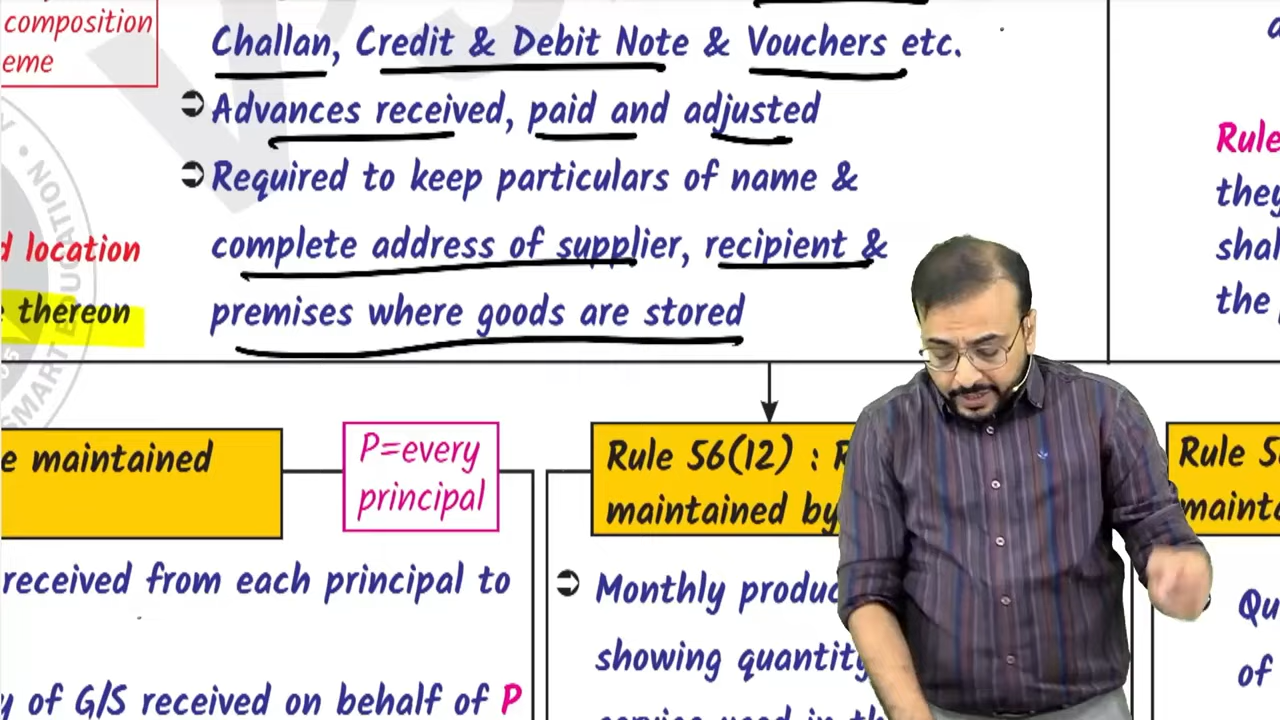 composition
eme
Challan, Credit & Debit Note & Vouchers etc.
➲ Advances received, paid and adjusted
➲ Required to keep particulars of name &
complete address of supplier, recipient &
premises where goods are stored
d location
thereon
Rule
they
shal
the
SMART EDUCATION
e maintained
P=every
principal
received from each principal to
y of G/S received on behalf of P
Rule 56(12) : R
maintained by
➲ Monthly produc
showing quantity
Rule 5
mainta
Qu
of